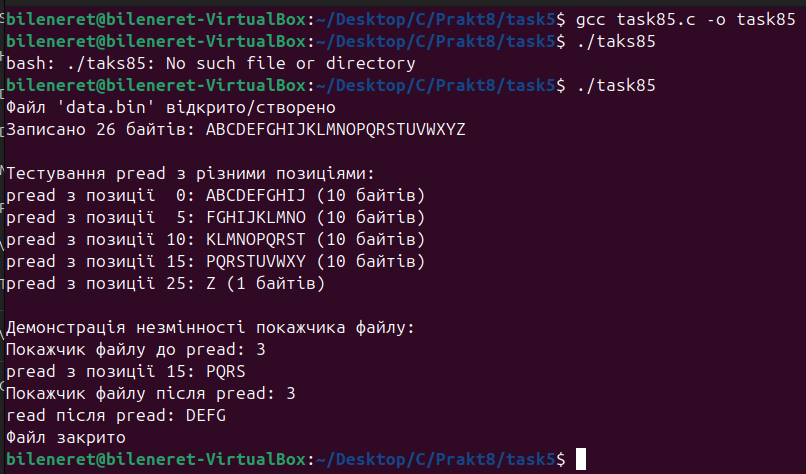 bileneret@bileneret-VirtualBox:~/Desktop/C/Prakt8/task5$ gcc task85.c -o task85
bileneret@bileneret-VirtualBox:~/Desktop/C/Prakt8/task5$ ./taks85
bash: ./taks85: No such file or directory
bileneret@bileneret-VirtualBox:~/Desktop/C/Prakt8/task5$ ./task85
Файл 'data.bin' відкрито/створено
Записано 26 байтів: ABCDEFGHIJKLMNOPQRSTUVWXYZ

Тестування pread з різними позиціями:
pread з позиції  0: ABCDEFGHIJ (10 байтів)
pread з позиції  5: FGHIJKLMNO (10 байтів)
pread з позиції 10: KLMNOPQRST (10 байтів)
pread з позиції 15: PQRSTUVWXY (10 байтів)
pread з позиції 25: Z (1 байтів)

Демонстрація незмінності покажчика файлу:
Покажчик файлу до pread: 3
pread з позиції 15: PQRS
Покажчик файлу після pread: 3
read після pread: DEFG
Файл закрито
bileneret@bileneret-VirtualBox:~/Desktop/C/Prakt8/task5$